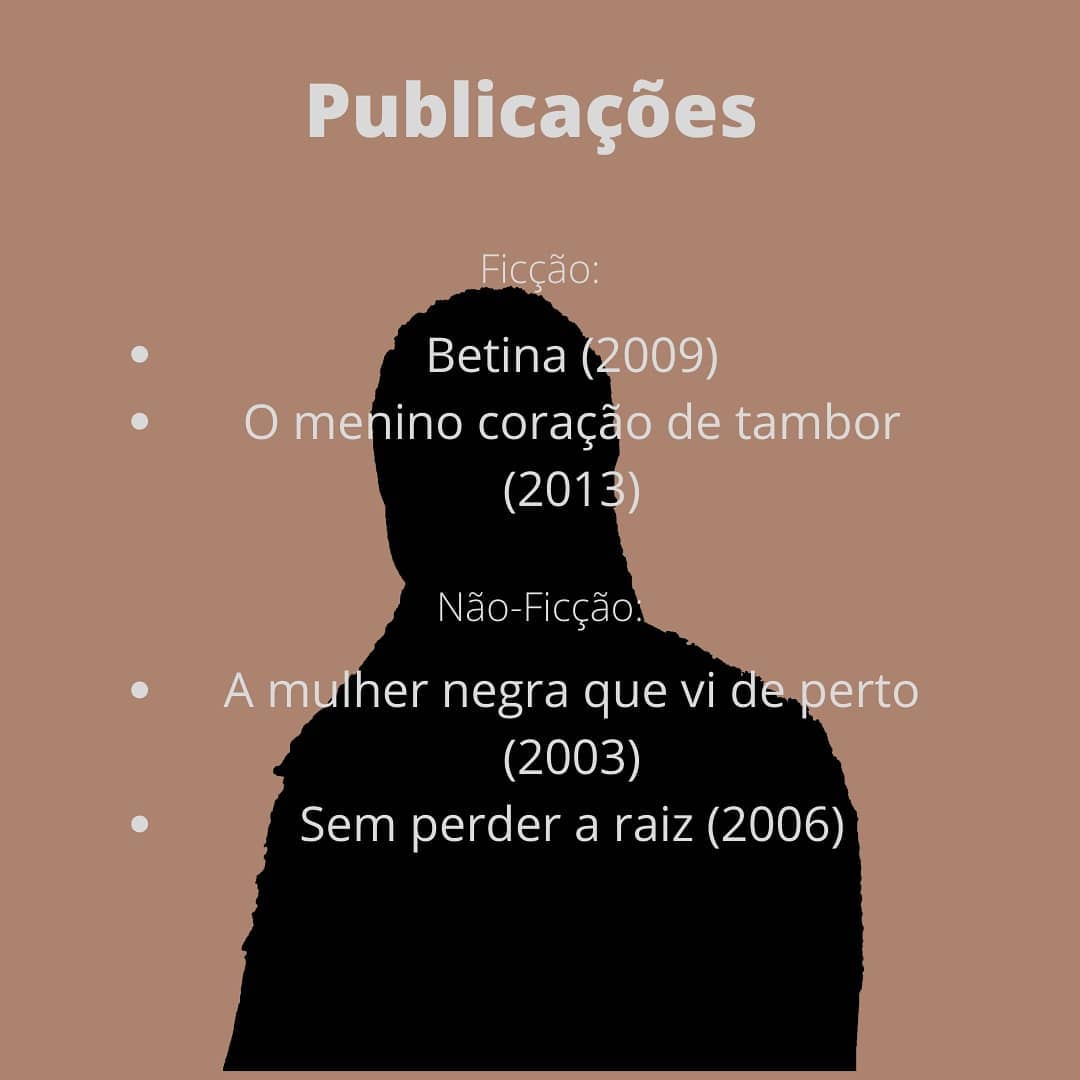 Publicações
Ficção:
• Betina (2009)
• O menino coração de tambor
(2013)
Não-Ficção:
• A mulher negra que vi de perto
(2003)
• Sem perder a raiz (2006)